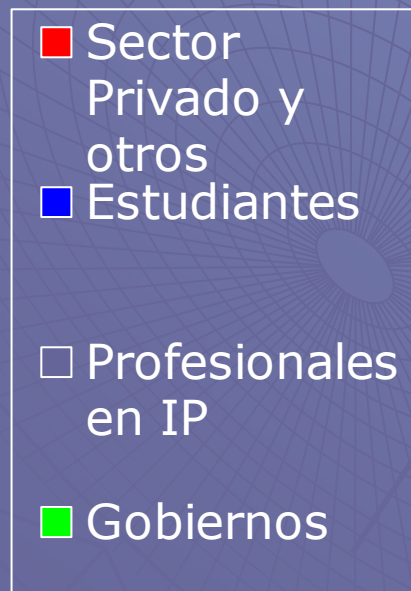 Sector
Privado y
otros
Estudiantes
Profesionales
en IP
Gobiernos